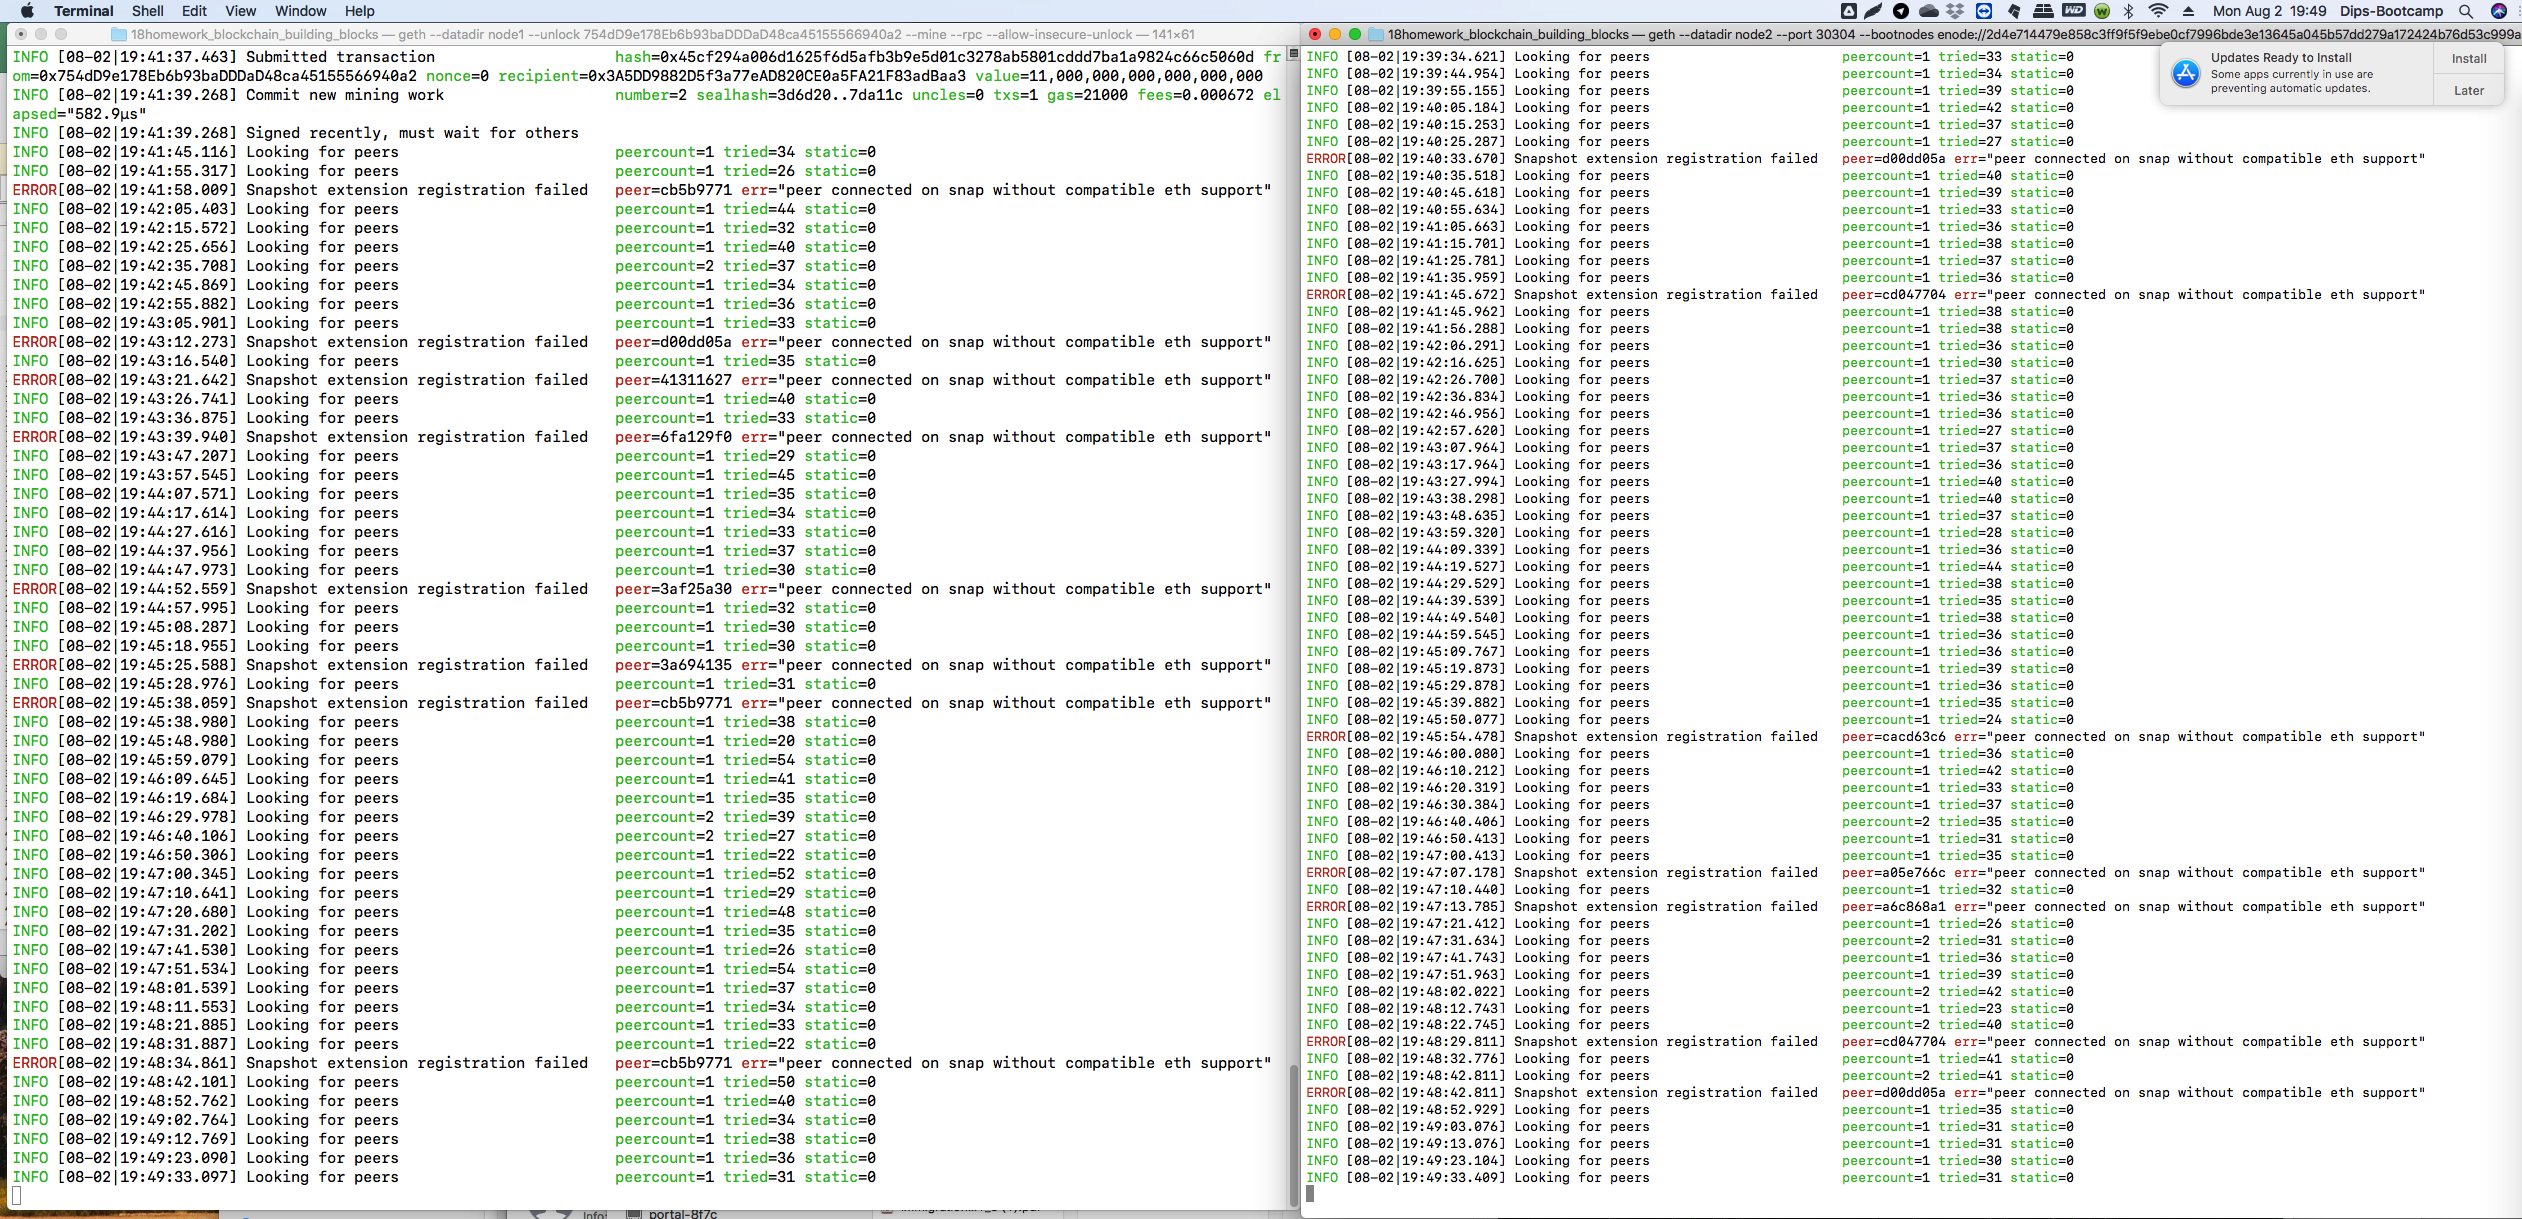 Terminal Shell Edit View Window Help
Mon Aug 2 19:49 Dips-Bootcamp
18homework_blockchain_building_blocks — geth --datadir node1 --unlock 754dD9e178Eb6b93baDDDaD48ca45155566940a2 --mine --rpc --allow-insecure-unlock — 141×61
INFO [08-02|19:41:37.463] Submitted transaction hash=0x45cf294a006d1625f6d5afb3b9e5d01c3278ab5801cddd7ba1a9824c66c5060d fr
om=0x754dD9e178Eb6b93baDDDaD48ca45155566940a2 nonce=0 recipient=0x3A5DD9882D5f3a77eAD820CE0a5FA21F83adBaa3 value=11,000,000,000,000,000,000
INFO [08-02|19:41:39.268] Commit new mining work number=2 sealhash=3d6d20..7da11c uncles=0 txs=1 gas=21000 fees=0.000672 el
apsed="582.9µs"
INFO [08-02|19:41:39.268] Signed recently, must wait for others
INFO [08-02|19:41:45.116] Looking for peers peercount=1 tried=34 static=0
INFO [08-02|19:41:55.317] Looking for peers peercount=1 tried=26 static=0
ERROR[08-02|19:41:58.009] Snapshot extension registration failed peer=cb5b9771 err="peer connected on snap without compatible eth support"
INFO [08-02|19:42:05.403] Looking for peers peercount=1 tried=44 static=0
INFO [08-02|19:42:15.572] Looking for peers peercount=1 tried=32 static=0
INFO [08-02|19:42:25.656] Looking for peers peercount=1 tried=40 static=0
INFO [08-02|19:42:35.708] Looking for peers peercount=2 tried=37 static=0
INFO [08-02|19:42:45.869] Looking for peers peercount=1 tried=34 static=0
INFO [08-02|19:42:55.882] Looking for peers peercount=1 tried=36 static=0
INFO [08-02|19:43:05.901] Looking for peers peercount=1 tried=33 static=0
ERROR[08-02|19:43:12.273] Snapshot extension registration failed peer=d00dd05a err="peer connected on snap without compatible eth support"
INFO [08-02|19:43:16.540] Looking for peers peercount=1 tried=35 static=0
ERROR[08-02|19:43:21.642] Snapshot extension registration failed peer=41311627 err="peer connected on snap without compatible eth support"
INFO [08-02|19:43:26.741] Looking for peers peercount=1 tried=40 static=0
INFO [08-02|19:43:36.875] Looking for peers peercount=1 tried=33 static=0
ERROR[08-02|19:43:39.940] Snapshot extension registration failed peer=6fa129f0 err="peer connected on snap without compatible eth support"
INFO [08-02|19:43:47.207] Looking for peers peercount=1 tried=29 static=0
INFO [08-02|19:43:57.545] Looking for peers peercount=1 tried=45 static=0
INFO [08-02|19:44:07.571] Looking for peers peercount=1 tried=35 static=0
INFO [08-02|19:44:17.614] Looking for peers peercount=1 tried=34 static=0
INFO [08-02|19:44:27.616] Looking for peers peercount=1 tried=33 static=0
INFO [08-02|19:44:37.956] Looking for peers peercount=1 tried=37 static=0
INFO [08-02|19:44:47.973] Looking for peers peercount=1 tried=30 static=0
ERROR[08-02|19:44:52.559] Snapshot extension registration failed peer=3af25a30 err="peer connected on snap without compatible eth support"
INFO [08-02|19:44:57.995] Looking for peers peercount=1 tried=32 static=0
INFO [08-02|19:45:08.287] Looking for peers peercount=1 tried=30 static=0
INFO [08-02|19:45:18.955] Looking for peers peercount=1 tried=30 static=0
ERROR[08-02|19:45:25.588] Snapshot extension registration failed peer=3a694135 err="peer connected on snap without compatible eth support"
INFO [08-02|19:45:28.976] Looking for peers peercount=1 tried=31 static=0
ERROR[08-02|19:45:38.059] Snapshot extension registration failed peer=cb5b9771 err="peer connected on snap without compatible eth support"
INFO [08-02|19:45:38.980] Looking for peers peercount=1 tried=38 static=0
INFO [08-02|19:45:48.980] Looking for peers peercount=1 tried=20 static=0
INFO [08-02|19:45:59.079] Looking for peers peercount=1 tried=54 static=0
INFO [08-02|19:46:09.645] Looking for peers peercount=1 tried=41 static=0
INFO [08-02|19:46:19.684] Looking for peers peercount=1 tried=35 static=0
INFO [08-02|19:46:29.978] Looking for peers peercount=2 tried=39 static=0
INFO [08-02|19:46:40.106] Looking for peers peercount=2 tried=27 static=0
INFO [08-02|19:46:50.306] Looking for peers peercount=1 tried=22 static=0
INFO [08-02|19:47:00.345] Looking for peers peercount=1 tried=52 static=0
INFO [08-02|19:47:10.641] Looking for peers peercount=1 tried=29 static=0
INFO [08-02|19:47:20.680] Looking for peers peercount=1 tried=48 static=0
INFO [08-02|19:47:31.202] Looking for peers peercount=1 tried=35 static=0
INFO [08-02|19:47:41.530] Looking for peers peercount=1 tried=26 static=0
INFO [08-02|19:47:51.534] Looking for peers peercount=1 tried=54 static=0
INFO [08-02|19:48:01.539] Looking for peers peercount=1 tried=37 static=0
INFO [08-02|19:48:11.553] Looking for peers peercount=1 tried=34 static=0
INFO [08-02|19:48:21.885] Looking for peers peercount=1 tried=33 static=0
INFO [08-02|19:48:31.887] Looking for peers peercount=1 tried=22 static=0
ERROR[08-02|19:48:34.861] Snapshot extension registration failed peer=cb5b9771 err="peer connected on snap without compatible eth support"
INFO [08-02|19:48:42.101] Looking for peers peercount=1 tried=50 static=0
INFO [08-02|19:48:52.762] Looking for peers peercount=1 tried=40 static=0
INFO [08-02|19:49:02.764] Looking for peers peercount=1 tried=34 static=0
INFO [08-02|19:49:12.769] Looking for peers peercount=1 tried=38 static=0
INFO [08-02|19:49:23.090] Looking for peers peercount=1 tried=36 static=0
INFO [08-02|19:49:33.097] Looking for peers peercount=1 tried=31 static=0
18homework_blockchain_building_blocks — geth --datadir node2 --port 30304 --bootnodes enode://2d4e714479e858c3ff9f5f9ebe0cf7996bde3e13645a045b57dd279a172424b76d53c999a
INFO [08-02|19:39:34.621] Looking for peers peercount=1 tried=33 static=0
INFO [08-02|19:39:44.954] Looking for peers peercount=1 tried=34 static=0
INFO [08-02|19:39:55.155] Looking for peers peercount=1 tried=39 static=0
INFO [08-02|19:40:05.184] Looking for peers peercount=1 tried=42 static=0
INFO [08-02|19:40:15.253] Looking for peers peercount=1 tried=37 static=0
INFO [08-02|19:40:25.287] Looking for peers peercount=1 tried=27 static=0
ERROR[08-02|19:40:33.670] Snapshot extension registration failed peer=d00dd05a err="peer connected on snap without compatible eth support"
INFO [08-02|19:40:35.518] Looking for peers peercount=1 tried=40 static=0
INFO [08-02|19:40:45.618] Looking for peers peercount=1 tried=39 static=0
INFO [08-02|19:40:55.634] Looking for peers peercount=1 tried=33 static=0
INFO [08-02|19:41:05.663] Looking for peers peercount=1 tried=36 static=0
INFO [08-02|19:41:15.701] Looking for peers peercount=1 tried=38 static=0
INFO [08-02|19:41:25.781] Looking for peers peercount=1 tried=37 static=0
INFO [08-02|19:41:35.959] Looking for peers peercount=1 tried=36 static=0
ERROR[08-02|19:41:45.672] Snapshot extension registration failed peer=cd047704 err="peer connected on snap without compatible eth support"
INFO [08-02|19:41:45.962] Looking for peers peercount=1 tried=38 static=0
INFO [08-02|19:41:56.288] Looking for peers peercount=1 tried=38 static=0
INFO [08-02|19:42:06.291] Looking for peers peercount=1 tried=36 static=0
INFO [08-02|19:42:16.625] Looking for peers peercount=1 tried=30 static=0
INFO [08-02|19:42:26.700] Looking for peers peercount=1 tried=37 static=0
INFO [08-02|19:42:36.834] Looking for peers peercount=1 tried=36 static=0
INFO [08-02|19:42:46.956] Looking for peers peercount=1 tried=36 static=0
INFO [08-02|19:42:57.620] Looking for peers peercount=1 tried=27 static=0
INFO [08-02|19:43:07.964] Looking for peers peercount=1 tried=37 static=0
INFO [08-02|19:43:17.964] Looking for peers peercount=1 tried=36 static=0
INFO [08-02|19:43:27.994] Looking for peers peercount=1 tried=40 static=0
INFO [08-02|19:43:38.298] Looking for peers peercount=1 tried=40 static=0
INFO [08-02|19:43:48.635] Looking for peers peercount=1 tried=37 static=0
INFO [08-02|19:43:59.320] Looking for peers peercount=1 tried=28 static=0
INFO [08-02|19:44:09.339] Looking for peers peercount=1 tried=36 static=0
INFO [08-02|19:44:19.527] Looking for peers peercount=1 tried=44 static=0
INFO [08-02|19:44:29.529] Looking for peers peercount=1 tried=38 static=0
INFO [08-02|19:44:39.539] Looking for peers peercount=1 tried=35 static=0
INFO [08-02|19:44:49.540] Looking for peers peercount=1 tried=38 static=0
INFO [08-02|19:44:59.545] Looking for peers peercount=1 tried=36 static=0
INFO [08-02|19:45:09.767] Looking for peers peercount=1 tried=36 static=0
INFO [08-02|19:45:19.873] Looking for peers peercount=1 tried=39 static=0
INFO [08-02|19:45:29.878] Looking for peers peercount=1 tried=36 static=0
INFO [08-02|19:45:39.882] Looking for peers peercount=1 tried=35 static=0
INFO [08-02|19:45:50.077] Looking for peers peercount=1 tried=24 static=0
ERROR[08-02|19:45:54.478] Snapshot extension registration failed peer=cacd63c6 err="peer connected on snap without compatible eth support"
INFO [08-02|19:46:00.080] Looking for peers peercount=1 tried=36 static=0
INFO [08-02|19:46:10.212] Looking for peers peercount=1 tried=42 static=0
INFO [08-02|19:46:20.319] Looking for peers peercount=1 tried=33 static=0
INFO [08-02|19:46:30.384] Looking for peers peercount=1 tried=37 static=0
INFO [08-02|19:46:40.406] Looking for peers peercount=2 tried=35 static=0
INFO [08-02|19:46:50.413] Looking for peers peercount=1 tried=31 static=0
INFO [08-02|19:47:00.413] Looking for peers peercount=1 tried=35 static=0
ERROR[08-02|19:47:07.178] Snapshot extension registration failed peer=a05e766c err="peer connected on snap without compatible eth support"
INFO [08-02|19:47:10.440] Looking for peers peercount=1 tried=32 static=0
ERROR[08-02|19:47:13.785] Snapshot extension registration failed peer=a6c868a1 err="peer connected on snap without compatible eth support"
INFO [08-02|19:47:21.412] Looking for peers peercount=1 tried=26 static=0
INFO [08-02|19:47:31.634] Looking for peers peercount=2 tried=31 static=0
INFO [08-02|19:47:41.743] Looking for peers peercount=1 tried=36 static=0
INFO [08-02|19:47:51.963] Looking for peers peercount=1 tried=39 static=0
INFO [08-02|19:48:02.022] Looking for peers peercount=2 tried=42 static=0
INFO [08-02|19:48:12.743] Looking for peers peercount=1 tried=23 static=0
INFO [08-02|19:48:22.745] Looking for peers peercount=2 tried=40 static=0
ERROR[08-02|19:48:29.811] Snapshot extension registration failed peer=cd047704 err="peer connected on snap without compatible eth support"
INFO [08-02|19:48:32.776] Looking for peers peercount=1 tried=41 static=0
INFO [08-02|19:48:42.811] Looking for peers peercount=2 tried=41 static=0
ERROR[08-02|19:48:42.811] Snapshot extension registration failed peer=d00dd05a err="peer connected on snap without compatible eth support"
INFO [08-02|19:48:52.929] Looking for peers peercount=1 tried=35 static=0
INFO [08-02|19:49:03.076] Looking for peers peercount=1 tried=31 static=0
INFO [08-02|19:49:13.076] Looking for peers peercount=1 tried=31 static=0
INFO [08-02|19:49:23.104] Looking for peers peercount=1 tried=30 static=0
INFO [08-02|19:49:33.409] Looking for peers peercount=1 tried=31 static=0
Updates Ready to Install
Some apps currently in use are
preventing automatic updates.
Install
Later
portal-8f7c